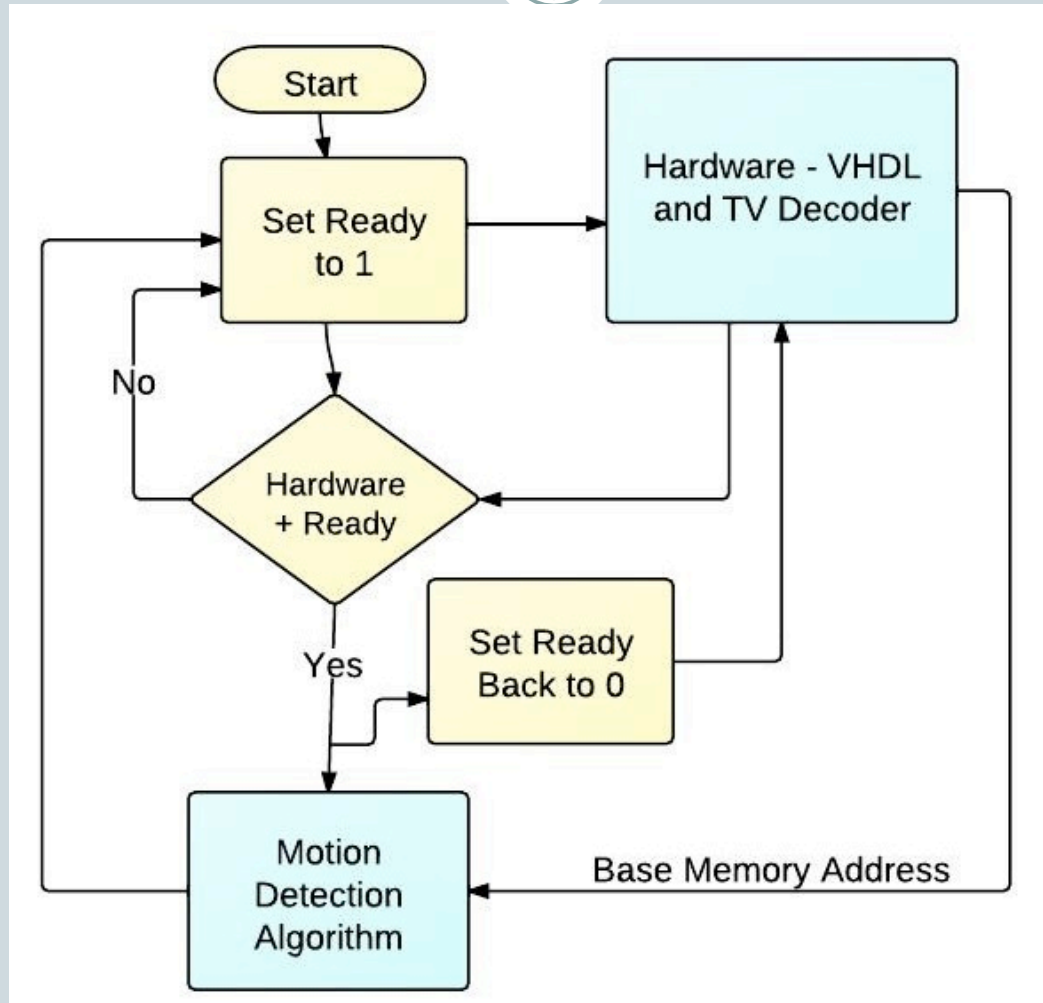 Start
Set Ready
to 1
Hardware - VHDL
and TV Decoder
No
Hardware
+ Ready
Yes
Set Ready
Back to 0
Motion
Detection
Algorithm
Base Memory Address